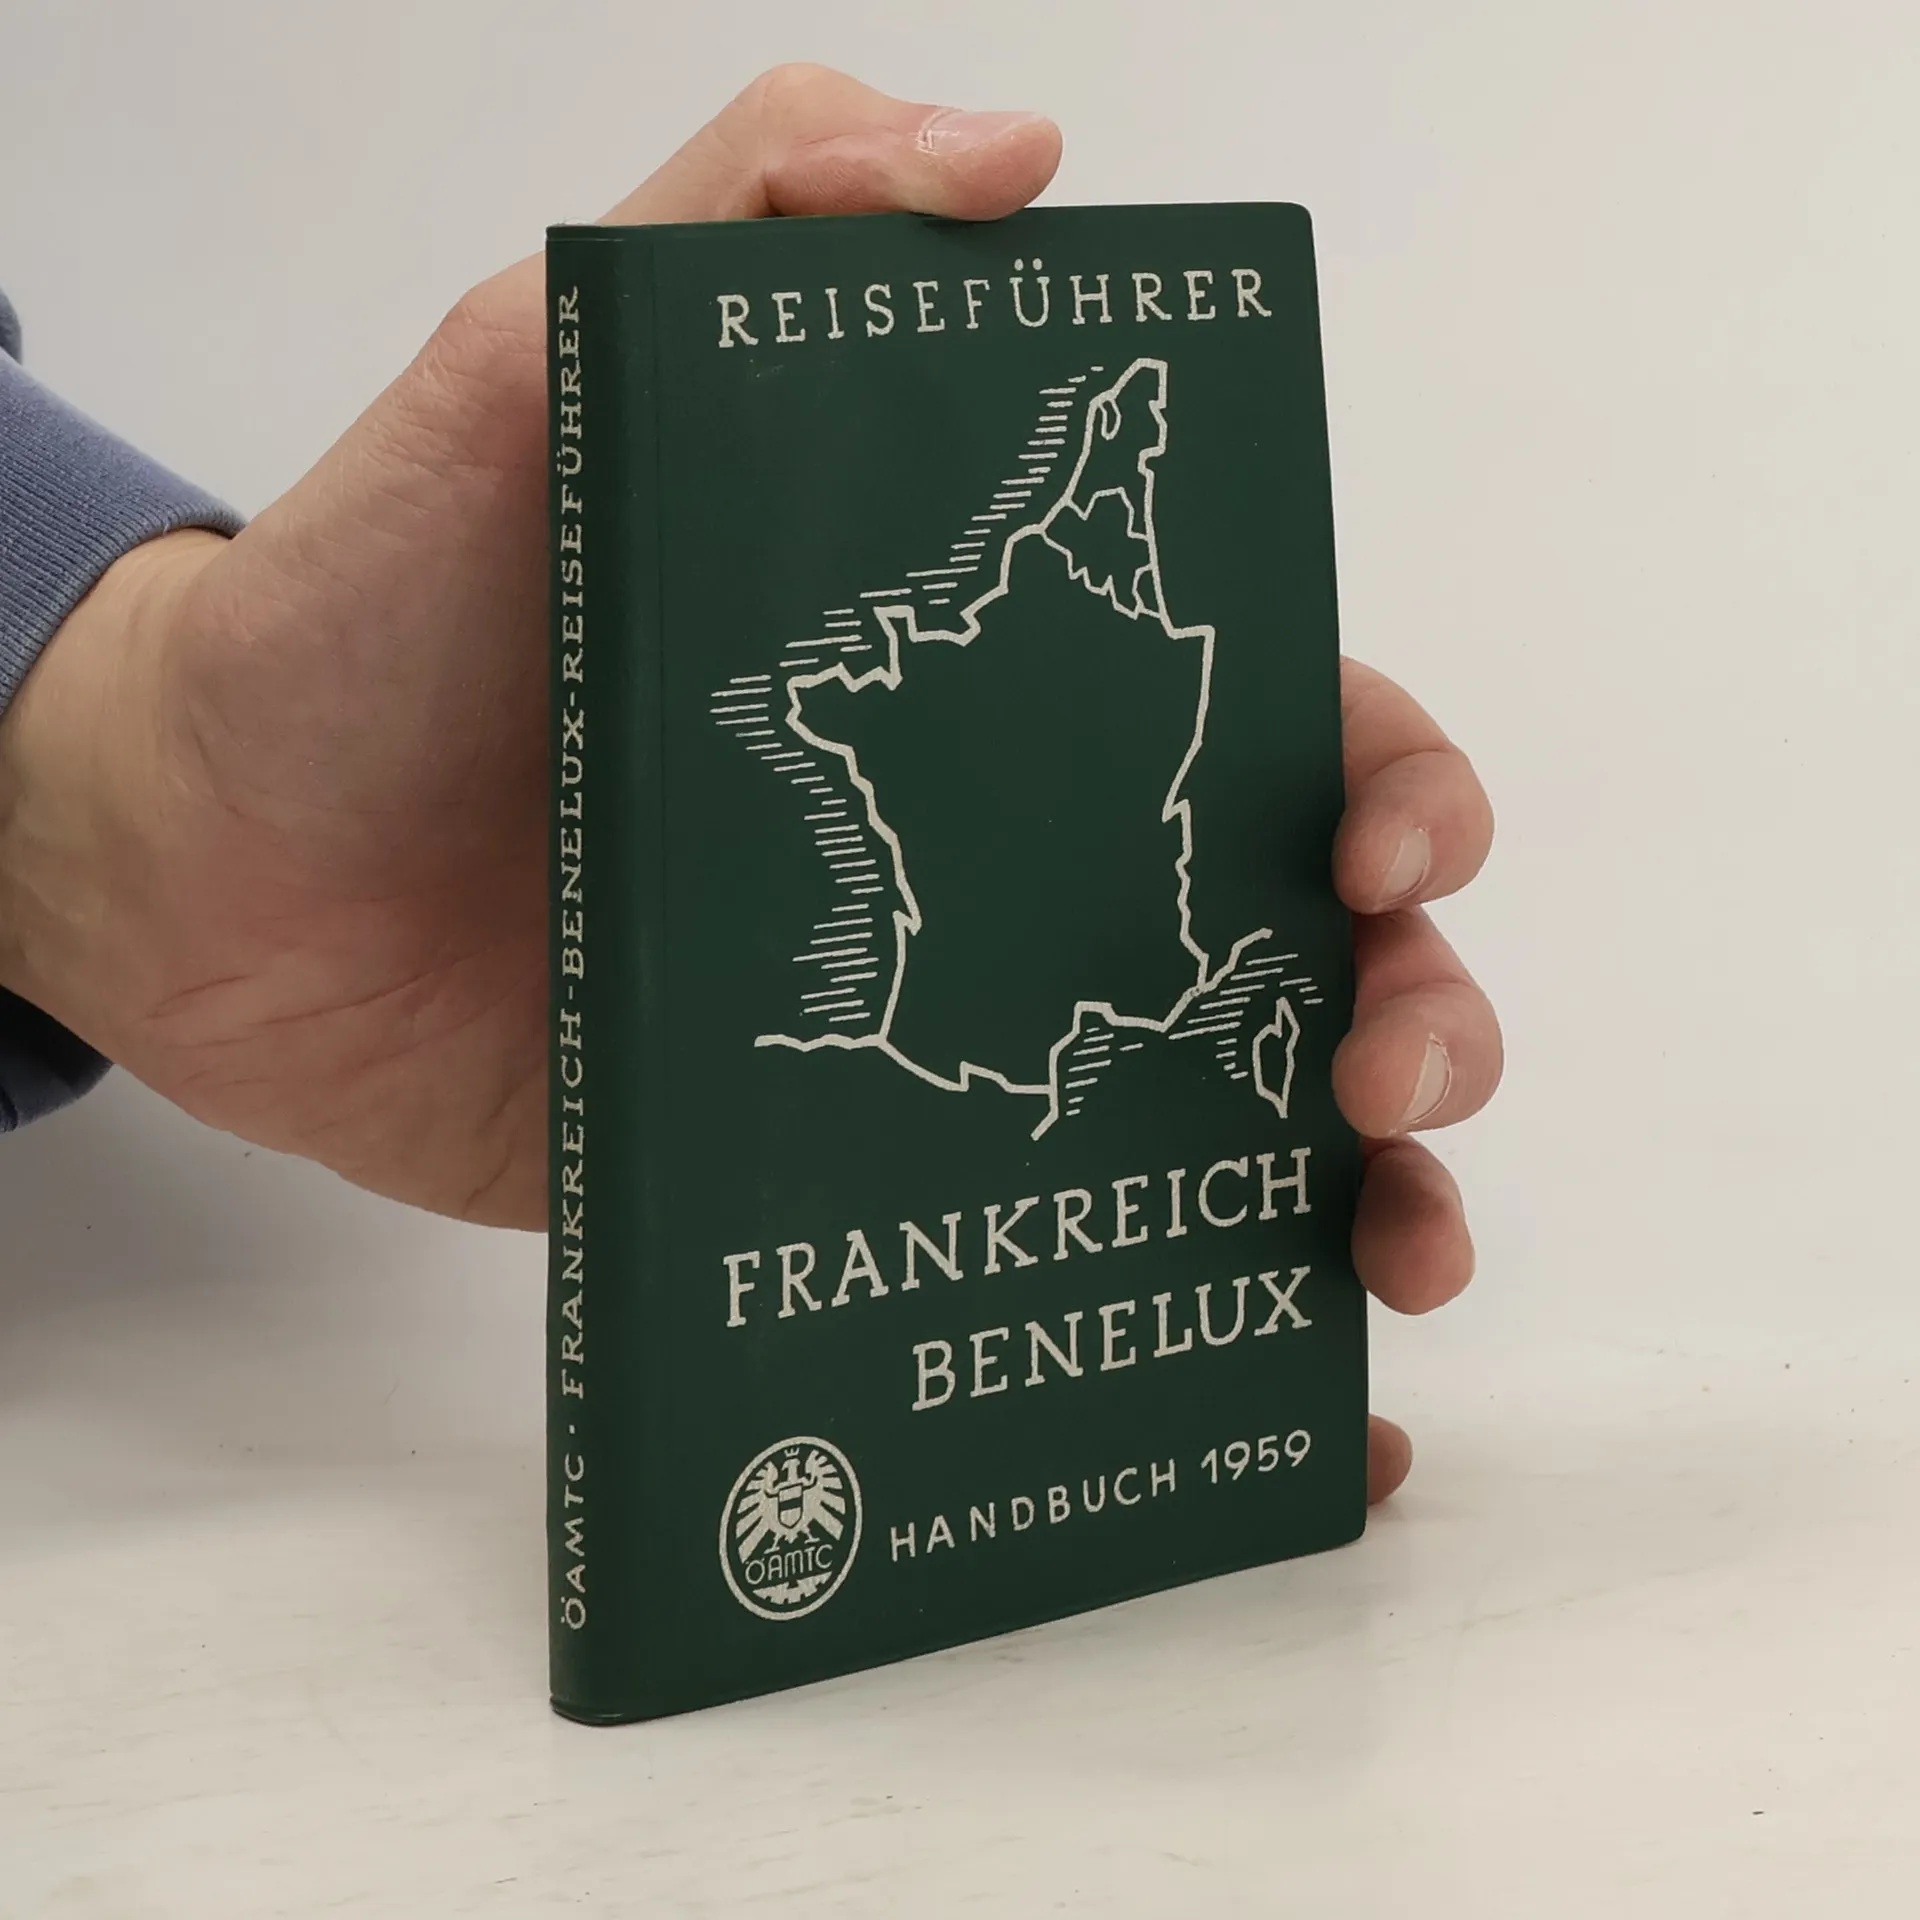 REISEFÜHRER
FRANKREICH
BENELUX
HANDBUCH 1959
ÖAMTC
ÖAMTC · FRANKREICH-BENELUX-REISEFÜHRER